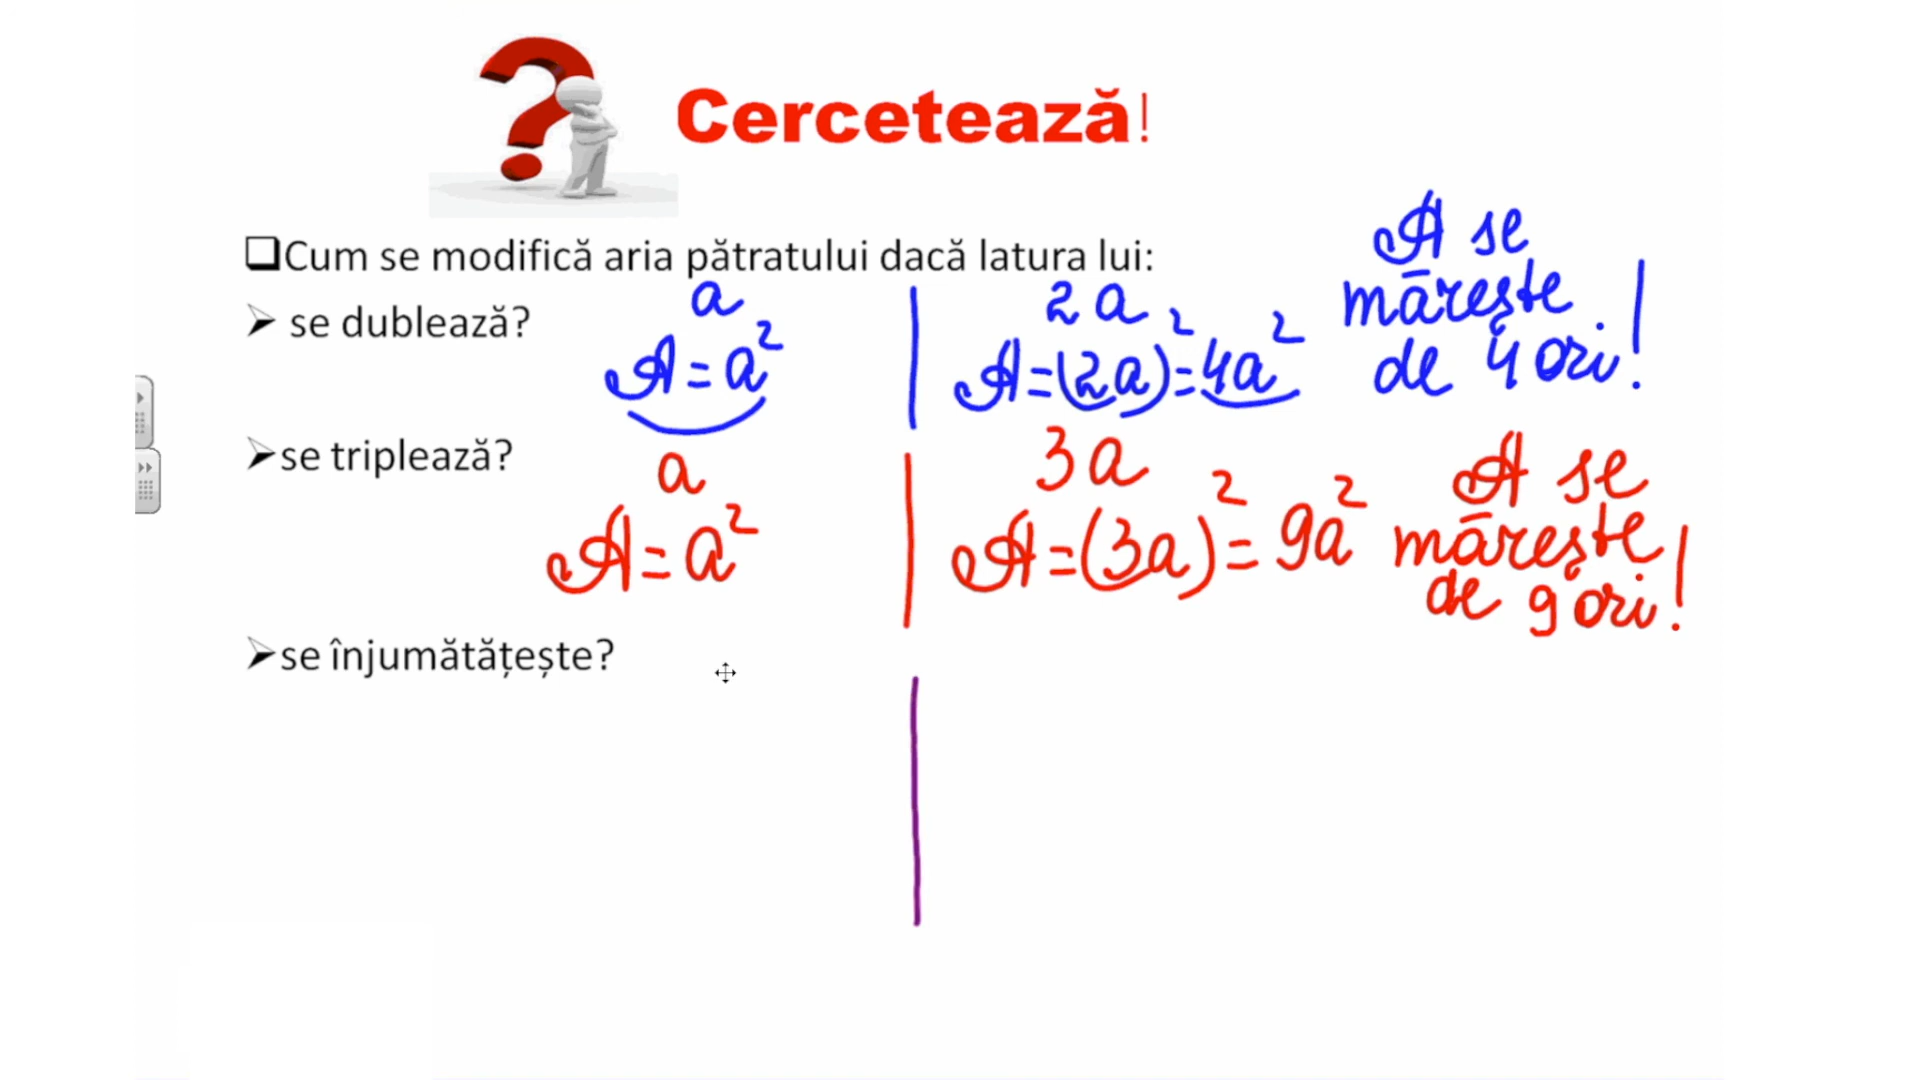 Cercetează!
❑Cum se modifică aria pătratului dacă latura lui:
➢ se dublează?
a
A = a²
2a
A=(2a)²=4a²
A se
mărește
de 4 ori!
➢se triplează?
a
A = a²
3a
A=(3a)²= 9a²
A se
mărește
de 9 ori!
➢se înjumătățește?